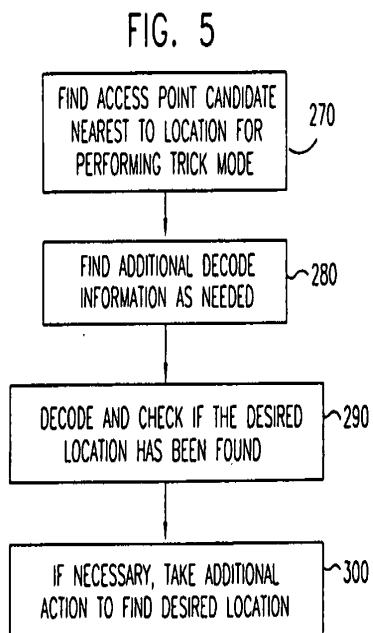 FIG. 5
FIND ACCESS POINT CANDIDATE
NEAREST TO LOCATION FOR
PERFORMING TRICK MODE
270
FIND ADDITIONAL DECODE
INFORMATION AS NEEDED
280
DECODE AND CHECK IF THE DESIRED
LOCATION HAS BEEN FOUND
290
IF NECESSARY, TAKE ADDITIONAL
ACTION TO FIND DESIRED LOCATION
300